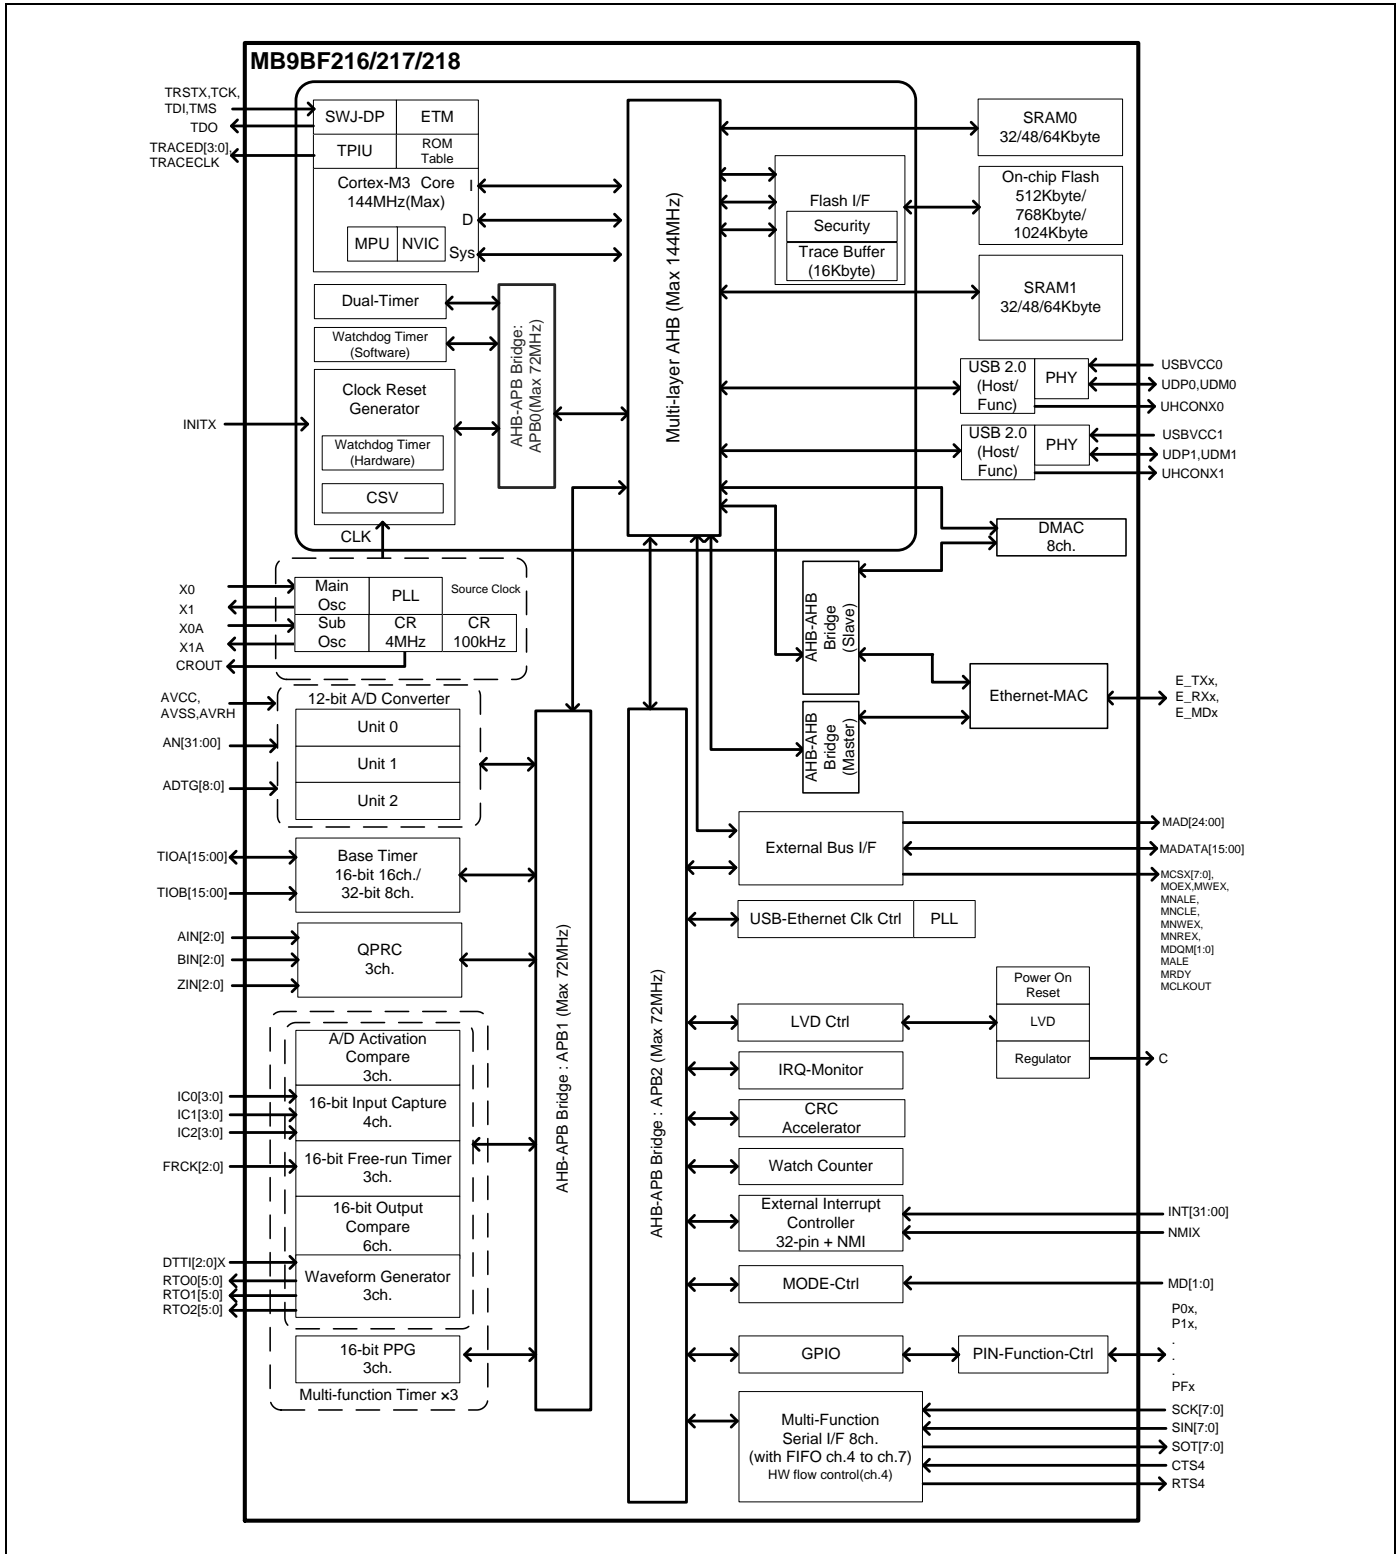 MB9BF216/217/218
TRSTX,TCK,
TDI,TMS
TDO
TRACED[3:0],
TRACECLK
SWJ-DP
ETM
TPIU
ROM
Table
Cortex-M3 Core
144MHz(Max)
I
D
Sys
MPU
NVIC
Dual-Timer
Watchdog Timer
(Software)
Clock Reset
Generator
Watchdog Timer
(Hardware)
CSV
CLK
INITX
AHB-APB Bridge:
APB0(Max 72MHz)
Multi-layer AHB (Max 144MHz)
Flash I/F
Security
Trace Buffer
(16Kbyte)
SRAM0
32/48/64Kbyte
On-chip Flash
512Kbyte/
768Kbyte/
1024Kbyte
SRAM1
32/48/64Kbyte
USB 2.0
(Host/
Func)
PHY
USBVCC0
UDP0,UDM0
UHCONX0
USB 2.0
(Host/
Func)
PHY
USBVCC1
UDP1,UDM1
UHCONX1
DMAC
8ch.
AHB-AHB
Bridge
(Slave)
AHB-AHB
Bridge
(Master)
Ethernet-MAC
E_TXx,
E_RXx,
E_MDx
X0
X1
X0A
X1A
CROUT
Main
Osc
PLL
Source Clock
Sub
Osc
CR
4MHz
CR
100kHz
AVCC,
AVSS,AVRH
AN[31:00]
ADTG[8:0]
12-bit A/D Converter
Unit 0
Unit 1
Unit 2
TIOA[15:00]
TIOB[15:00]
Base Timer
16-bit 16ch./
32-bit 8ch.
AIN[2:0]
BIN[2:0]
ZIN[2:0]
QPRC
3ch.
A/D Activation
Compare
3ch.
IC0[3:0]
IC1[3:0]
IC2[3:0]
16-bit Input Capture
4ch.
FRCK[2:0]
16-bit Free-run Timer
3ch.
16-bit Output
Compare
6ch.
DTTI[2:0]X
RTO0[5:0]
RTO1[5:0]
RTO2[5:0]
Waveform Generator
3ch.
16-bit PPG
3ch.
Multi-function Timer ×3
AHB-APB Bridge : APB1 (Max 72MHz)
AHB-APB Bridge : APB2 (Max 72MHz)
External Bus I/F
MAD[24:00]
MADATA[15:00]
MCSX[7:0],
MOEX,MWEX,
MNALE,
MNCLE,
MNWEX,
MNREX,
MDQM[1:0]
MALE
MRDY
MCLKOUT
USB-Ethernet Clk Ctrl
PLL
LVD Ctrl
Power On
Reset
LVD
Regulator
C
IRQ-Monitor
CRC
Accelerator
Watch Counter
External Interrupt
Controller
32-pin + NMI
INT[31:00]
NMIX
MODE-Ctrl
MD[1:0]
GPIO
PIN-Function-Ctrl
P0x,
P1x,
.
.
.
PFx
Multi-Function
Serial I/F 8ch.
(with FIFO ch.4 to ch.7)
HW flow control(ch.4)
SCK[7:0]
SIN[7:0]
SOT[7:0]
CTS4
RTS4